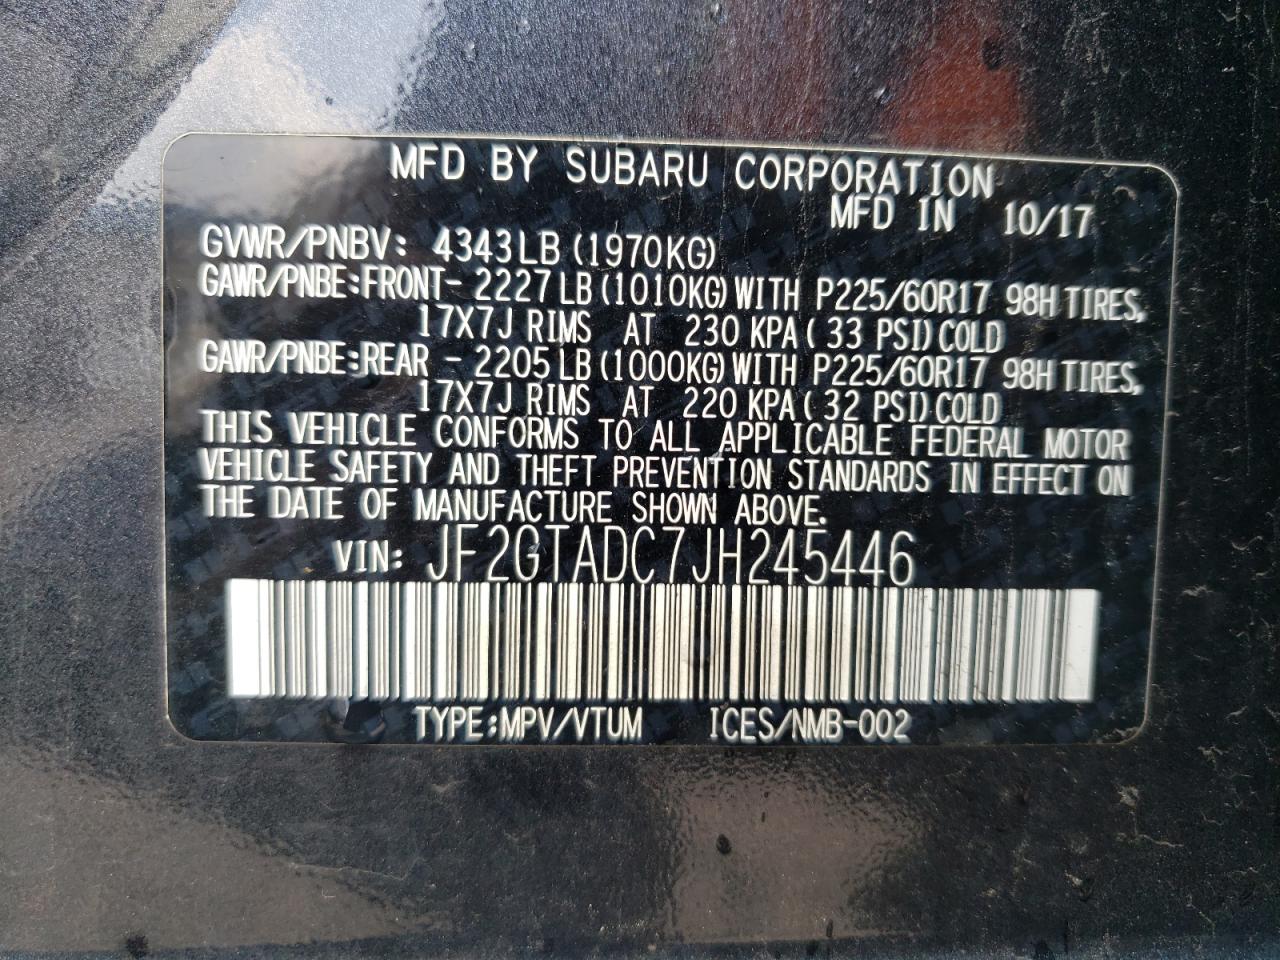 MFD BY SUBARU CORPORATION
MFD IN 10/17
GVWR/PNBV: 4343LB (1970KG)
GAWR/PNBE:FRONT- 2227LB (1010KG) WITH P225/60R17 98H TIRES,
17X7J RIMS AT 230 KPA( 33 PSI) COLD
GAWR/PNBE:REAR - 2205LB (1000KG) WITH P225/60R17 98H TIRES,
17X7J RIMS AT 220 KPA( 32 PSI) COLD
THIS VEHICLE CONFORMS TO ALL APPLICABLE FEDERAL MOTOR
VEHICLE SAFETY AND THEFT PREVENTION STANDARDS IN EFFECT ON
THE DATE OF MANUFACTURE SHOWN ABOVE.
VIN: JF2GTADC7JH245446
TYPE:MPV/VTUM ICES/NMB-002